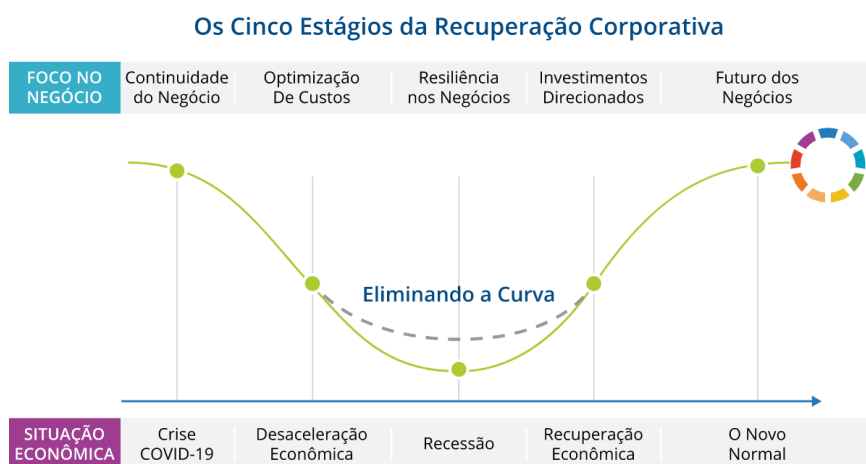 Os Cinco Estágios da Recuperação Corporativa
FOCO NO
NEGÓCIO
Continuidade
do Negócio
Optimização
De Custos
Resiliência
nos Negócios
Investimentos
Direcionados
Futuro dos
Negócios
Eliminando a Curva
SITUAÇÃO
ECONÔMICA
Crise
COVID-19
Desaceleração
Econômica
Recessão
Recuperação
Econômica
O Novo
Normal